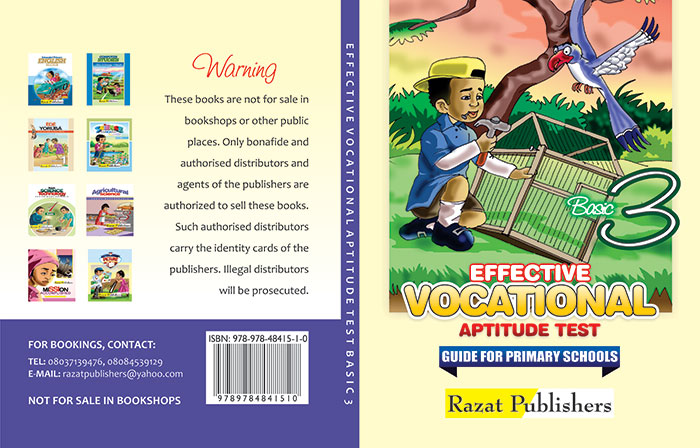 Warning
These books are not for sale in
bookshops or other public
places. Only bonafide and
authorised distributors and
agents of the publishers are
authorized to sell these books.
Such authorised distributors
carry the identity cards of the
publishers. Illegal distributors
will be prosecuted.
FOR BOOKINGS, CONTACT:
TEL: 08037139476, 08084539129
E-MAIL: razatpublishers@yahoo.com
NOT FOR SALE IN BOOKSHOPS
ISBN: 978-978-48415-1-0
9789784841510
EFFECTIVE VOCATIONAL APTITUDE TEST BASIC 3
Basic 3
EFFECTIVE
VOCATIONAL
APTITUDE TEST
GUIDE FOR PRIMARY SCHOOLS
Razat Publishers